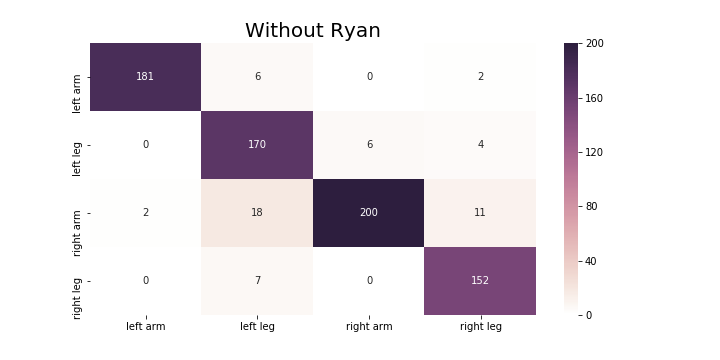 Without Ryan
left arm 181 6 0 2
left leg 0 170 6 4
right arm 2 18 200 11
right leg 0 7 0 152
left arm left leg right arm right leg
200
160
120
80
40
0